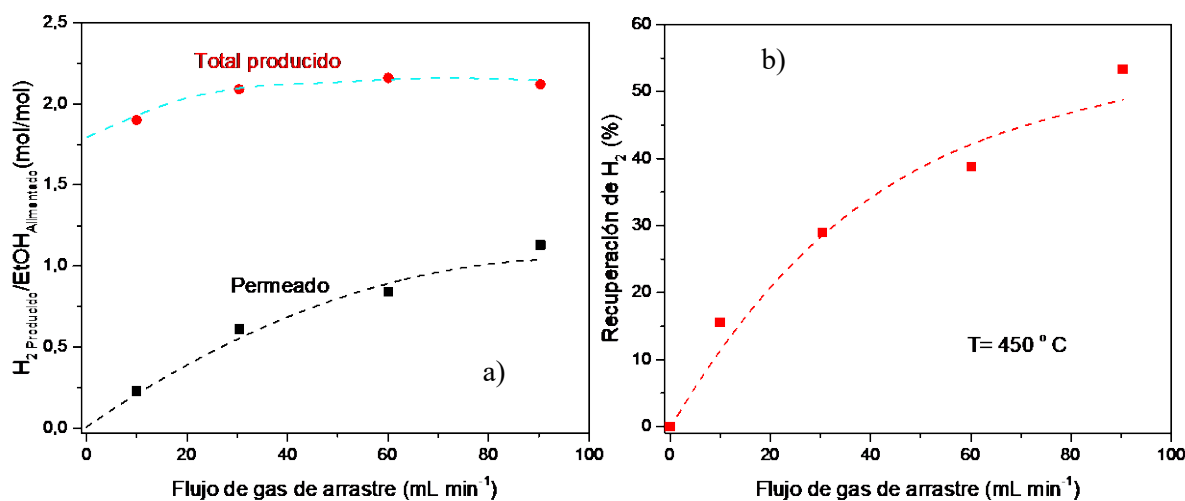 2,5
2,0
1,5
1,0
0,5
0,0
0
20
40
60
80
100
H2 Producido/EtOHAlimentado(mol/mol)
Total producido
Permeado
a)
Flujo de gas de arrastre (mL min-1)
60
50
40
30
20
10
0
0
20
40
60
80
100
Recuperación de H2 (%)
b)
T= 450 ° C
Flujo de gas de arrastre (mL min-1)